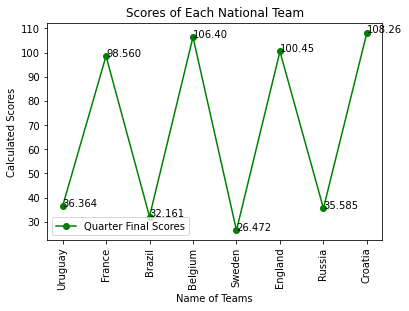 Scores of Each National Team
Calculated Scores
110
100
90
80
70
60
50
40
30
36.364
98.560
32.161
106.40
26.472
100.45
35.585
108.26
Quarter Final Scores
Uruguay
France
Brazil
Belgium
Sweden
England
Russia
Croatia
Name of Teams